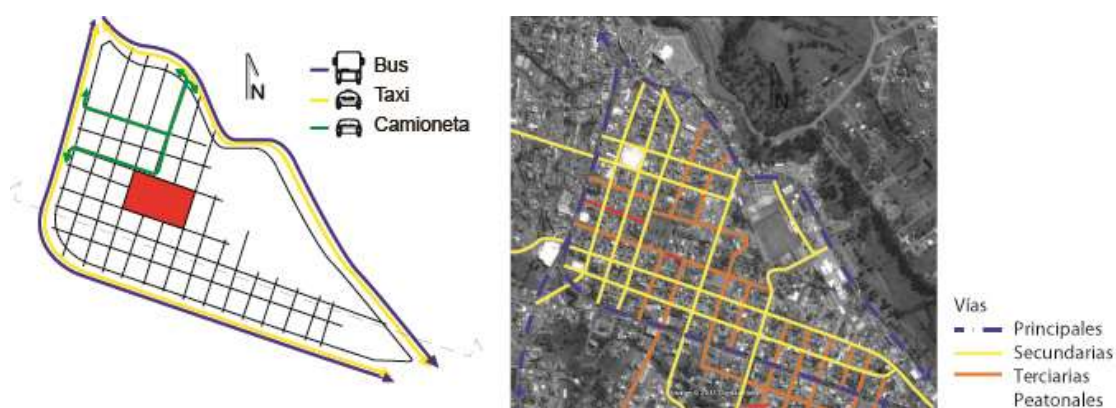 N
Bus
Taxi
Camioneta
N
Vías
Principales
Secundarias
Terciarias
Peatonales